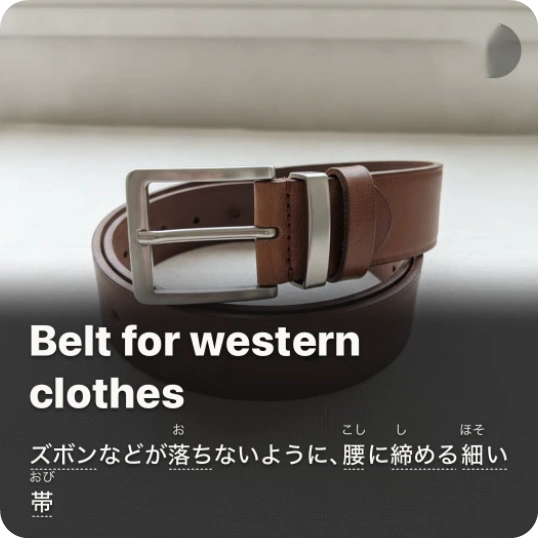 Belt for western
clothes
お こし し ほそ
ズボンなどが落ちないように、腰に締める細い
おび
帯